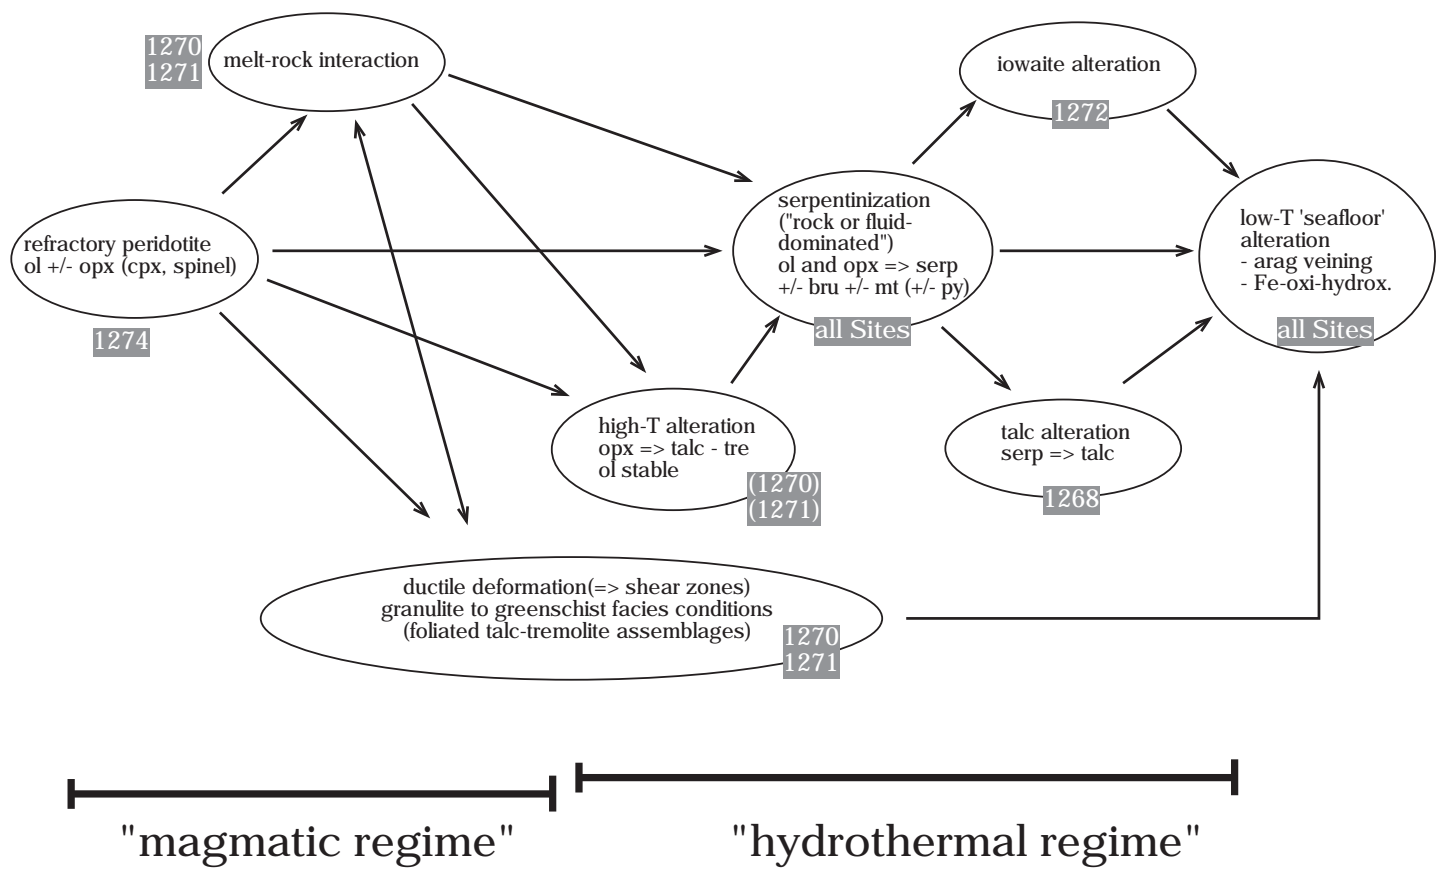 1270
1271
melt-rock interaction
iowaite alteration
1272
refractory peridotite
ol +/- opx (cpx, spinel)
1274
serpentinization
("rock or fluid-
dominated")
ol and opx => serp
+/- bru +/- mt (+/- py)
all Sites
low-T 'seafloor'
alteration
- arag veining
- Fe-oxi-hydrox.
all Sites
high-T alteration
opx => talc - tre
ol stable
(1270)
(1271)
talc alteration
serp => talc
1268
ductile deformation(=> shear zones)
granulite to greenschist facies conditions
(foliated talc-tremolite assemblages)
1270
1271
"magmatic regime"
"hydrothermal regime"